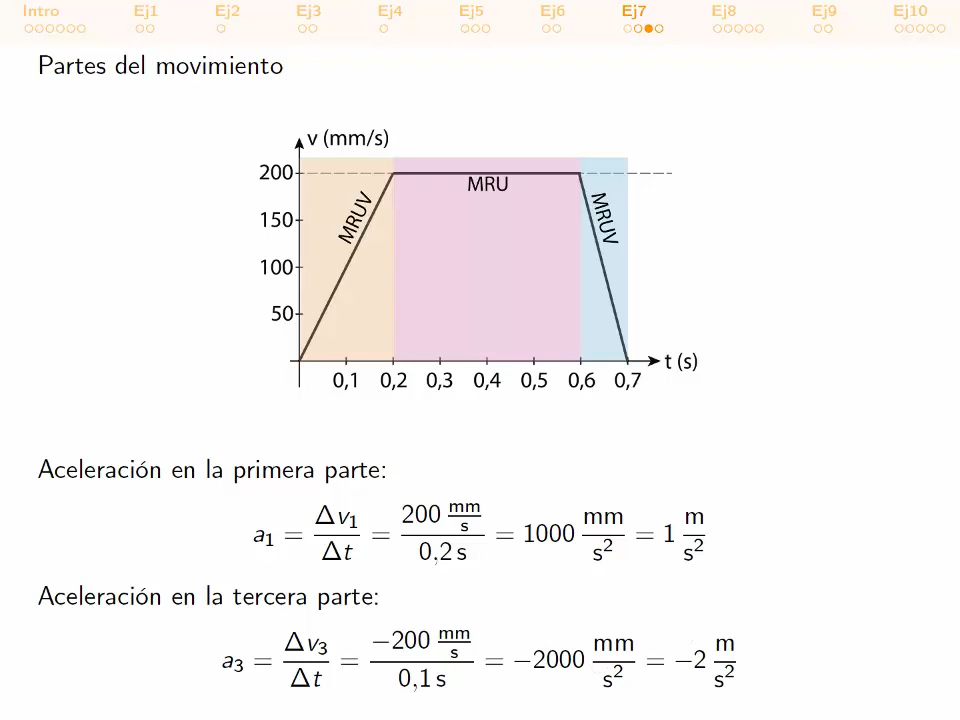 Intro Ej1 Ej2 Ej3 Ej4 Ej5 Ej6 Ej7 Ej8 Ej9 Ej10
Partes del movimiento
v (mm/s)
200
150
100
50
MRUV
MRU
MRUV
t (s)
0,1 0,2 0,3 0,4 0,5 0,6 0,7
Aceleración en la primera parte:
a₁ = Δv₁/Δt = 200 mm/s / 0,2 s = 1000 mm/s² = 1 m/s²
Aceleración en la tercera parte:
a₃ = Δv₃/Δt = −200 mm/s / 0,1 s = −2000 mm/s² = −2 m/s²